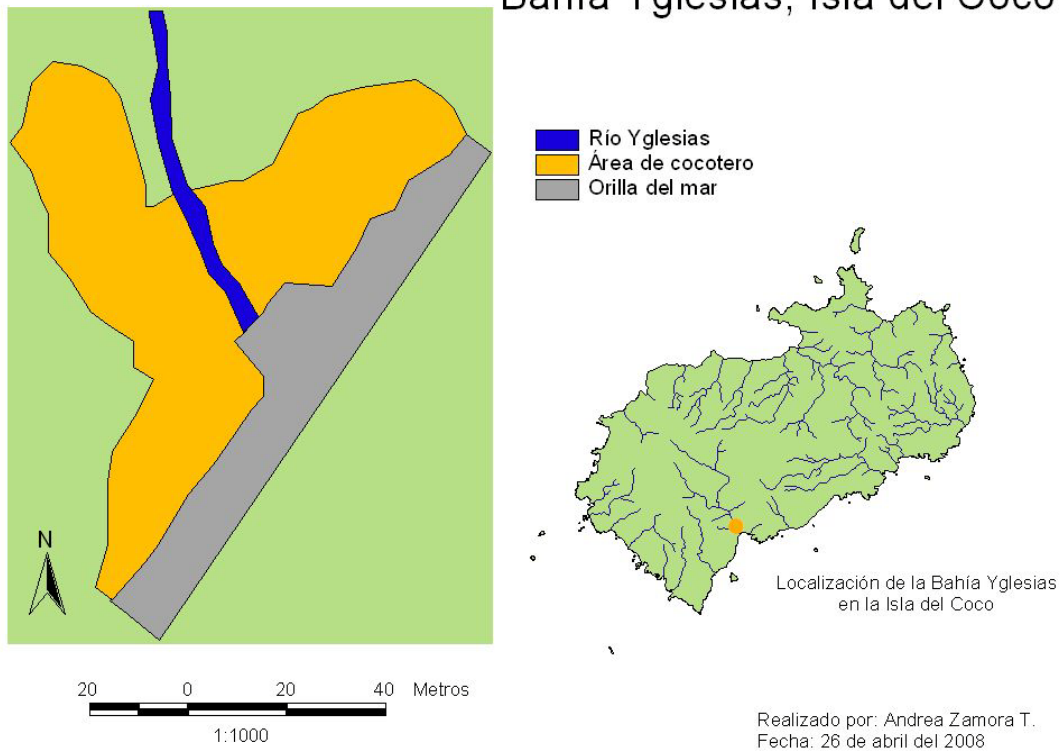 Bahía Yglesias, Isla del Coco
Río Yglesias
Área de cocotero
Orilla del mar
N
Localización de la Bahía Yglesias
en la Isla del Coco
20 0 20 40 Metros
1:1000
Realizado por: Andrea Zamora T.
Fecha: 26 de abril del 2008